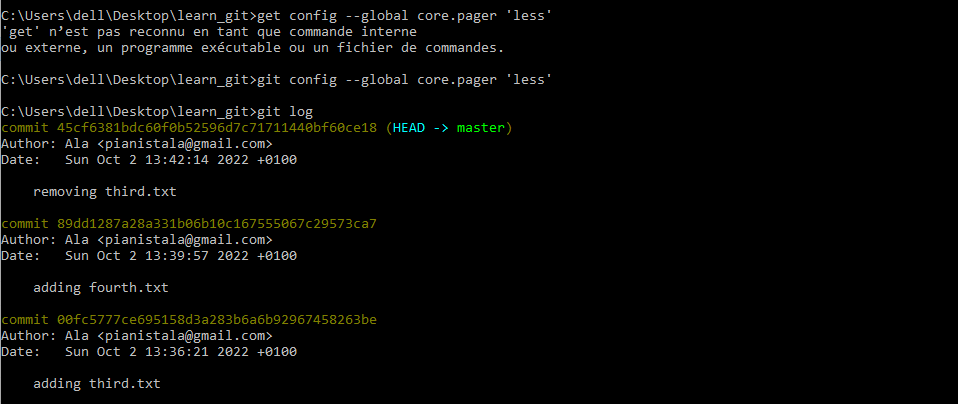 C:\Users\dell\Desktop\learn_git>get config --global core.pager 'less'
'get' n’est pas reconnu en tant que commande interne
ou externe, un programme exécutable ou un fichier de commandes.
C:\Users\dell\Desktop\learn_git>git config --global core.pager 'less'
C:\Users\dell\Desktop\learn_git>git log
commit 45cf6381bdc60f0b52596d7c71711440bf60ce18 (HEAD -> master)
Author: Ala <pianistala@gmail.com>
Date:   Sun Oct 2 13:42:14 2022 +0100
    removing third.txt
commit 89dd1287a28a331b06b10c167555067c29573ca7
Author: Ala <pianistala@gmail.com>
Date:   Sun Oct 2 13:39:57 2022 +0100
    adding fourth.txt
commit 00fc5777ce695158d3a283b6a6b92967458263be
Author: Ala <pianistala@gmail.com>
Date:   Sun Oct 2 13:36:21 2022 +0100
    adding third.txt